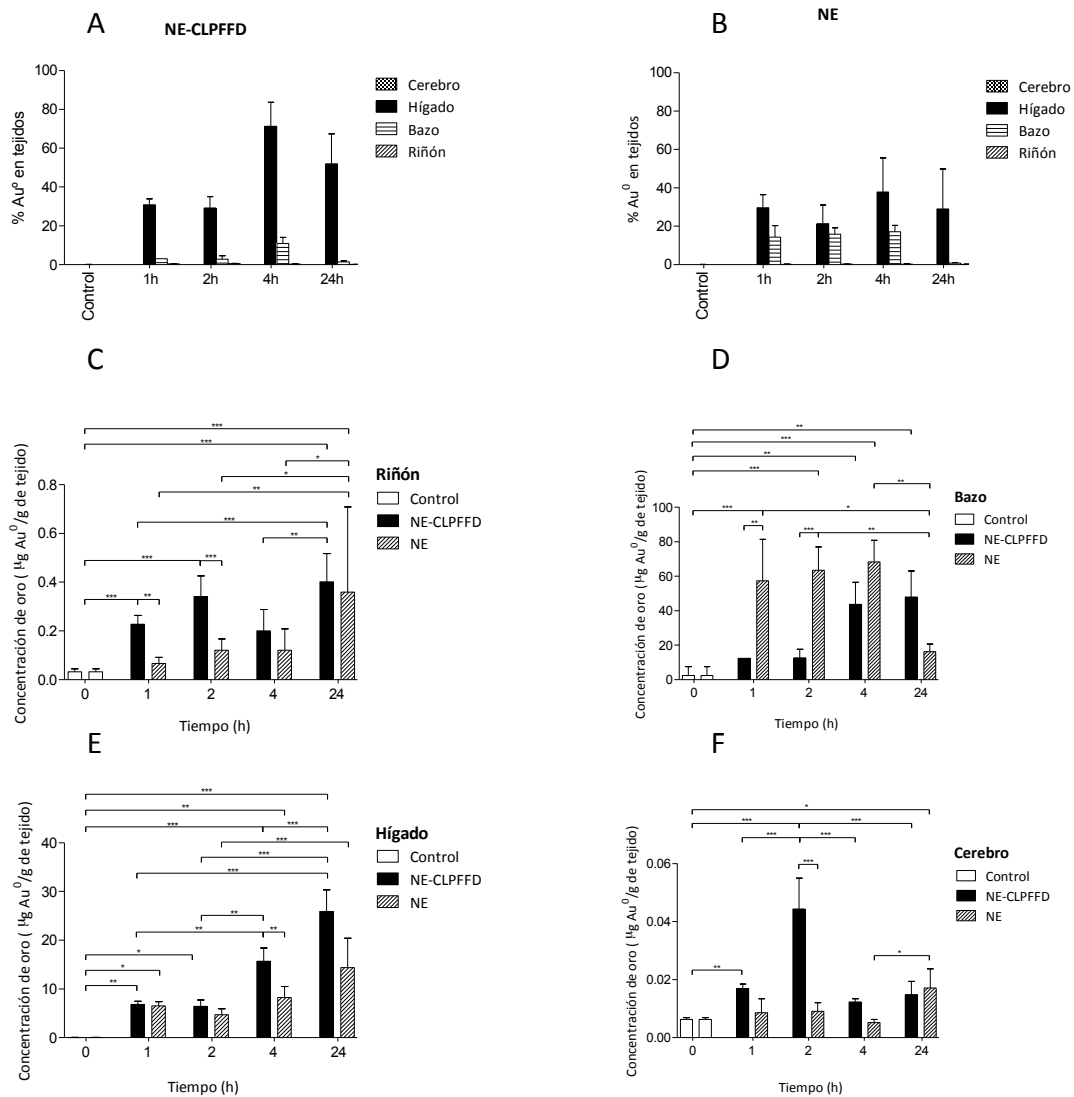 A
NE-CLPFFD
100
80
60
40
20
0
% Auº en tejidos
Control
1h
2h
4h
24h
Cerebro
Hígado
Bazo
Riñón
B
NE
100
80
60
40
20
0
% Au⁰ en tejidos
Control
1h
2h
4h
24h
Cerebro
Hígado
Bazo
Riñón
C
***
***
*
*
**
***
**
***
***
***
**
0.8
0.6
0.4
0.2
0.0
Concentración de oro ( µg Au⁰/g de tejido)
0
1
2
4
24
Tiempo (h)
Riñón
Control
NE-CLPFFD
NE
D
**
***
**
***
**
***
*
**
***
**
100
80
60
40
20
0
Concentración de oro ( µg Au⁰/g de tejido)
0
1
2
4
24
Tiempo (h)
Bazo
Control
NE-CLPFFD
NE
E
***
**
***
***
***
***
***
**
**
**
*
*
**
40
30
20
10
0
Concentración de oro ( µg Au⁰/g de tejido)
0
1
2
4
24
Tiempo (h)
Hígado
Control
NE-CLPFFD
NE
F
*
***
***
***
***
***
**
*
0.06
0.04
0.02
0.00
Concentración de oro ( µg Au⁰/g de tejido)
0
1
2
4
24
Tiempo (h)
Cerebro
Control
NE-CLPFFD
NE